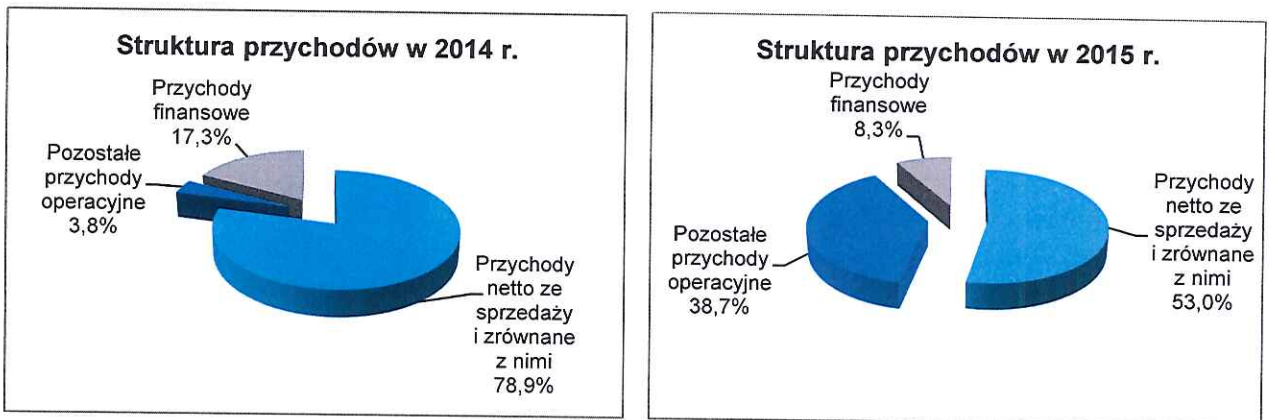 Struktura przychodów w 2014 r.
Przychody
finansowe
17,3%
Pozostałe
przychody
operacyjne
3,8%
Przychody
netto ze
sprzedaży
i zrównane
z nimi
78,9%
Struktura przychodów w 2015 r.
Przychody
finansowe
8,3%
Pozostałe
przychody
operacyjne
38,7%
Przychody
netto ze
sprzedaży
i zrównane
z nimi
53,0%